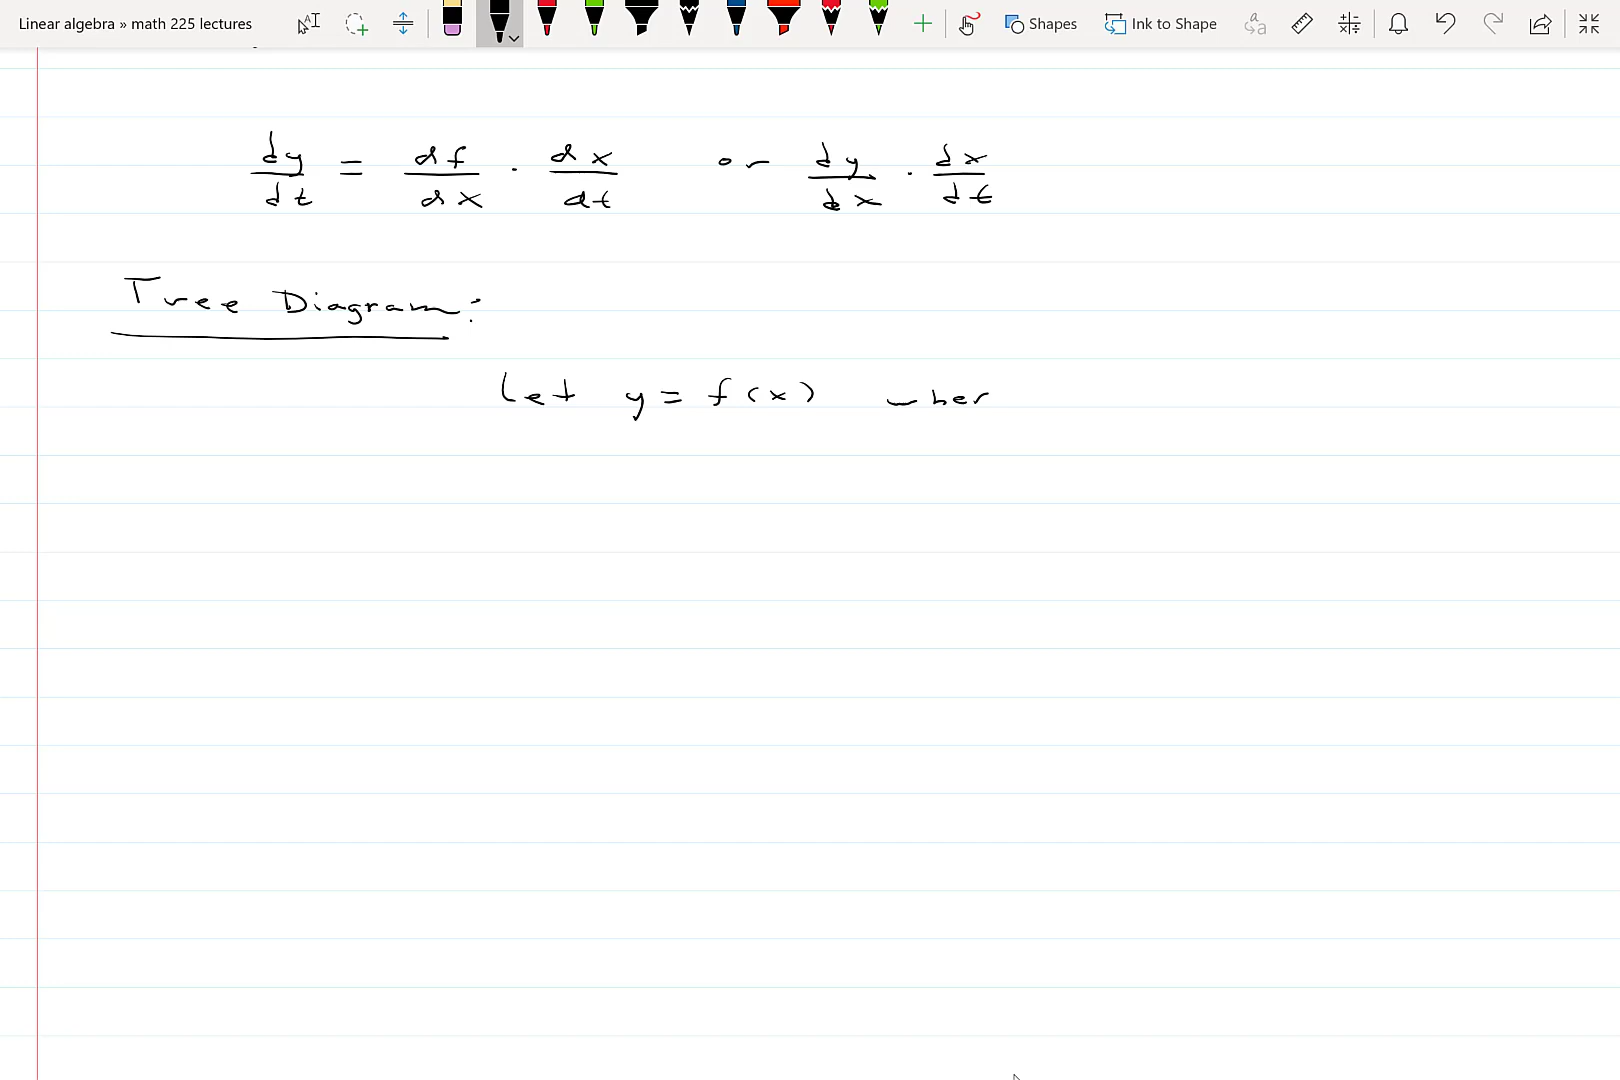 Linear algebra » math 225 lectures Shapes Ink to Shape
dy/dt = df/dx · dx/dt or dy/dx · dx/dt
Tree Diagram:
Let y = f(x) wher